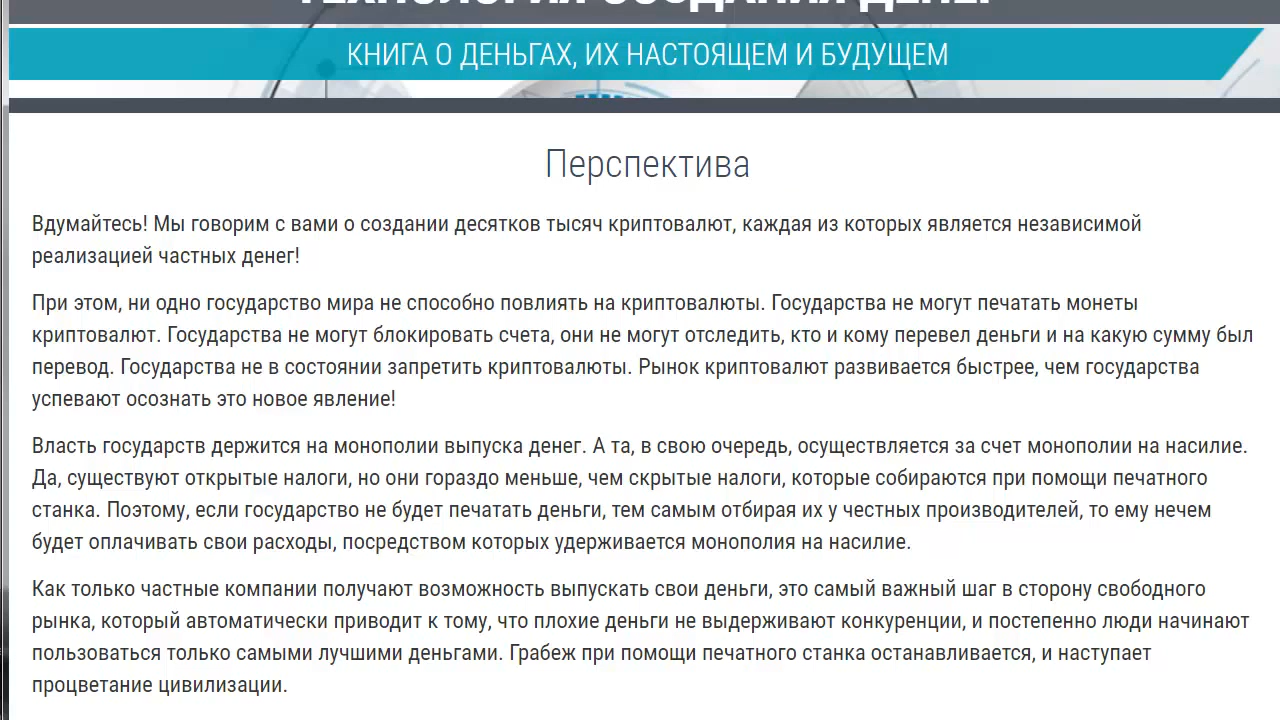 ТЕХНОЛОГИЯ СОЗДАНИЯ ДЕНЕГ
КНИГА О ДЕНЬГАХ, ИХ НАСТОЯЩЕМ И БУДУЩЕМ
Перспектива
Вдумайтесь! Мы говорим с вами о создании десятков тысяч криптовалют, каждая из которых является независимой
реализацией частных денег!
При этом, ни одно государство мира не способно повлиять на криптовалюты. Государства не могут печатать монеты
криптовалют. Государства не могут блокировать счета, они не могут отследить, кто и кому перевел деньги и на какую сумму был
перевод. Государства не в состоянии запретить криптовалюты. Рынок криптовалют развивается быстрее, чем государства
успевают осознать это новое явление!
Власть государств держится на монополии выпуска денег. А та, в свою очередь, осуществляется за счет монополии на насилие.
Да, существуют открытые налоги, но они гораздо меньше, чем скрытые налоги, которые собираются при помощи печатного
станка. Поэтому, если государство не будет печатать деньги, тем самым отбирая их у честных производителей, то ему нечем
будет оплачивать свои расходы, посредством которых удерживается монополия на насилие.
Как только частные компании получают возможность выпускать свои деньги, это самый важный шаг в сторону свободного
рынка, который автоматически приводит к тому, что плохие деньги не выдерживают конкуренции, и постепенно люди начинают
пользоваться только самыми лучшими деньгами. Грабеж при помощи печатного станка останавливается, и наступает
процветание цивилизации.